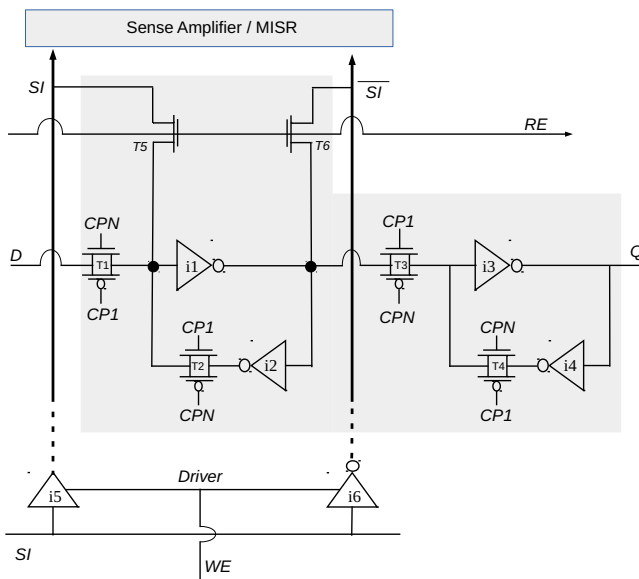 Sense Amplifier / MISR
SI
SI
T5
T6
RE
CPN
CP1
D
T1
i1
T3
i3
Q
CP1
CP1
CPN
CPN
T2
i2
T4
i4
CPN
CP1
Driver
i5
i6
SI
WE